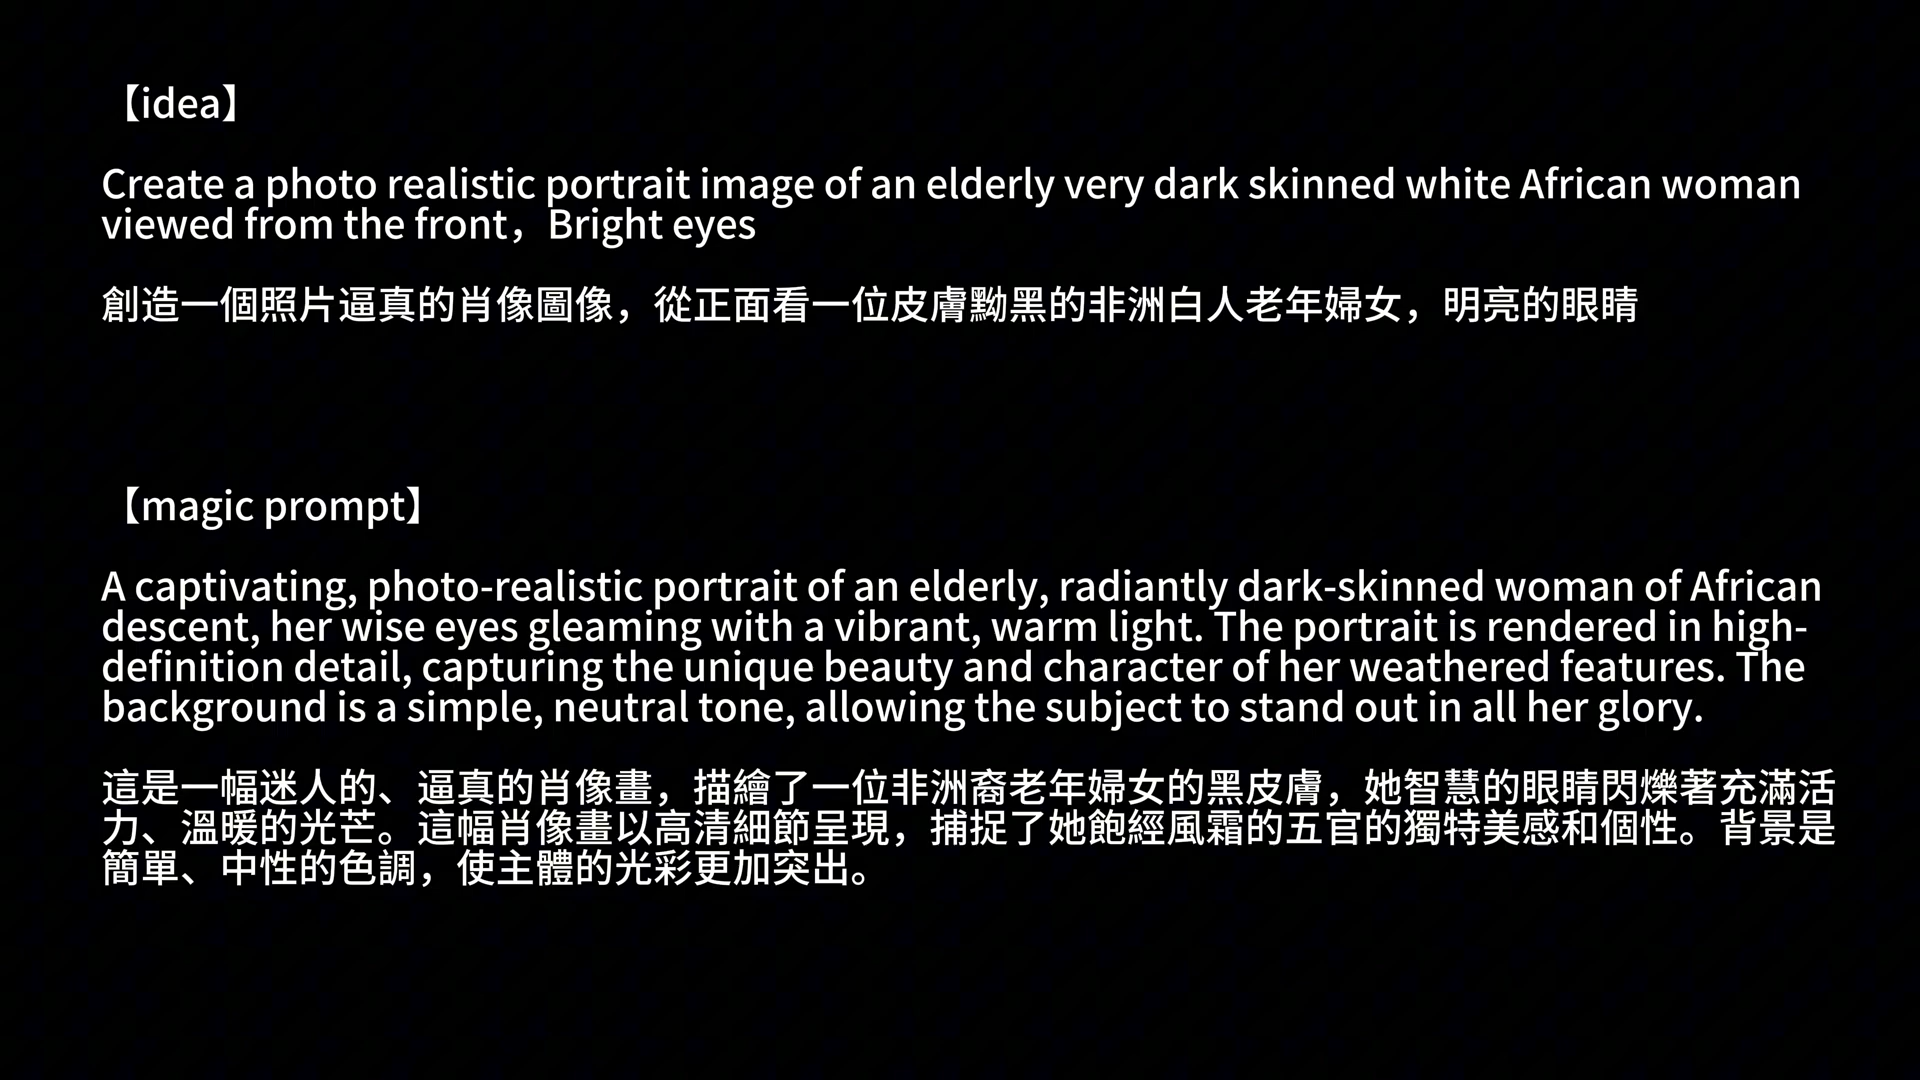 【idea】
Create a photo realistic portrait image of an elderly very dark skinned white African woman
viewed from the front，Bright eyes
創造一個照片逼真的肖像圖像，從正面看一位皮膚黝黑的非洲白人老年婦女，明亮的眼睛
【magic prompt】
A captivating, photo-realistic portrait of an elderly, radiantly dark-skinned woman of African
descent, her wise eyes gleaming with a vibrant, warm light. The portrait is rendered in high-
definition detail, capturing the unique beauty and character of her weathered features. The
background is a simple, neutral tone, allowing the subject to stand out in all her glory.
這是一幅迷人的、逼真的肖像畫，描繪了一位非洲裔老年婦女的黑皮膚，她智慧的眼睛閃爍著充滿活
力、溫暖的光芒。這幅肖像畫以高清細節呈現，捕捉了她飽經風霜的五官的獨特美感和個性。背景是
簡單、中性的色調，使主體的光彩更加突出。